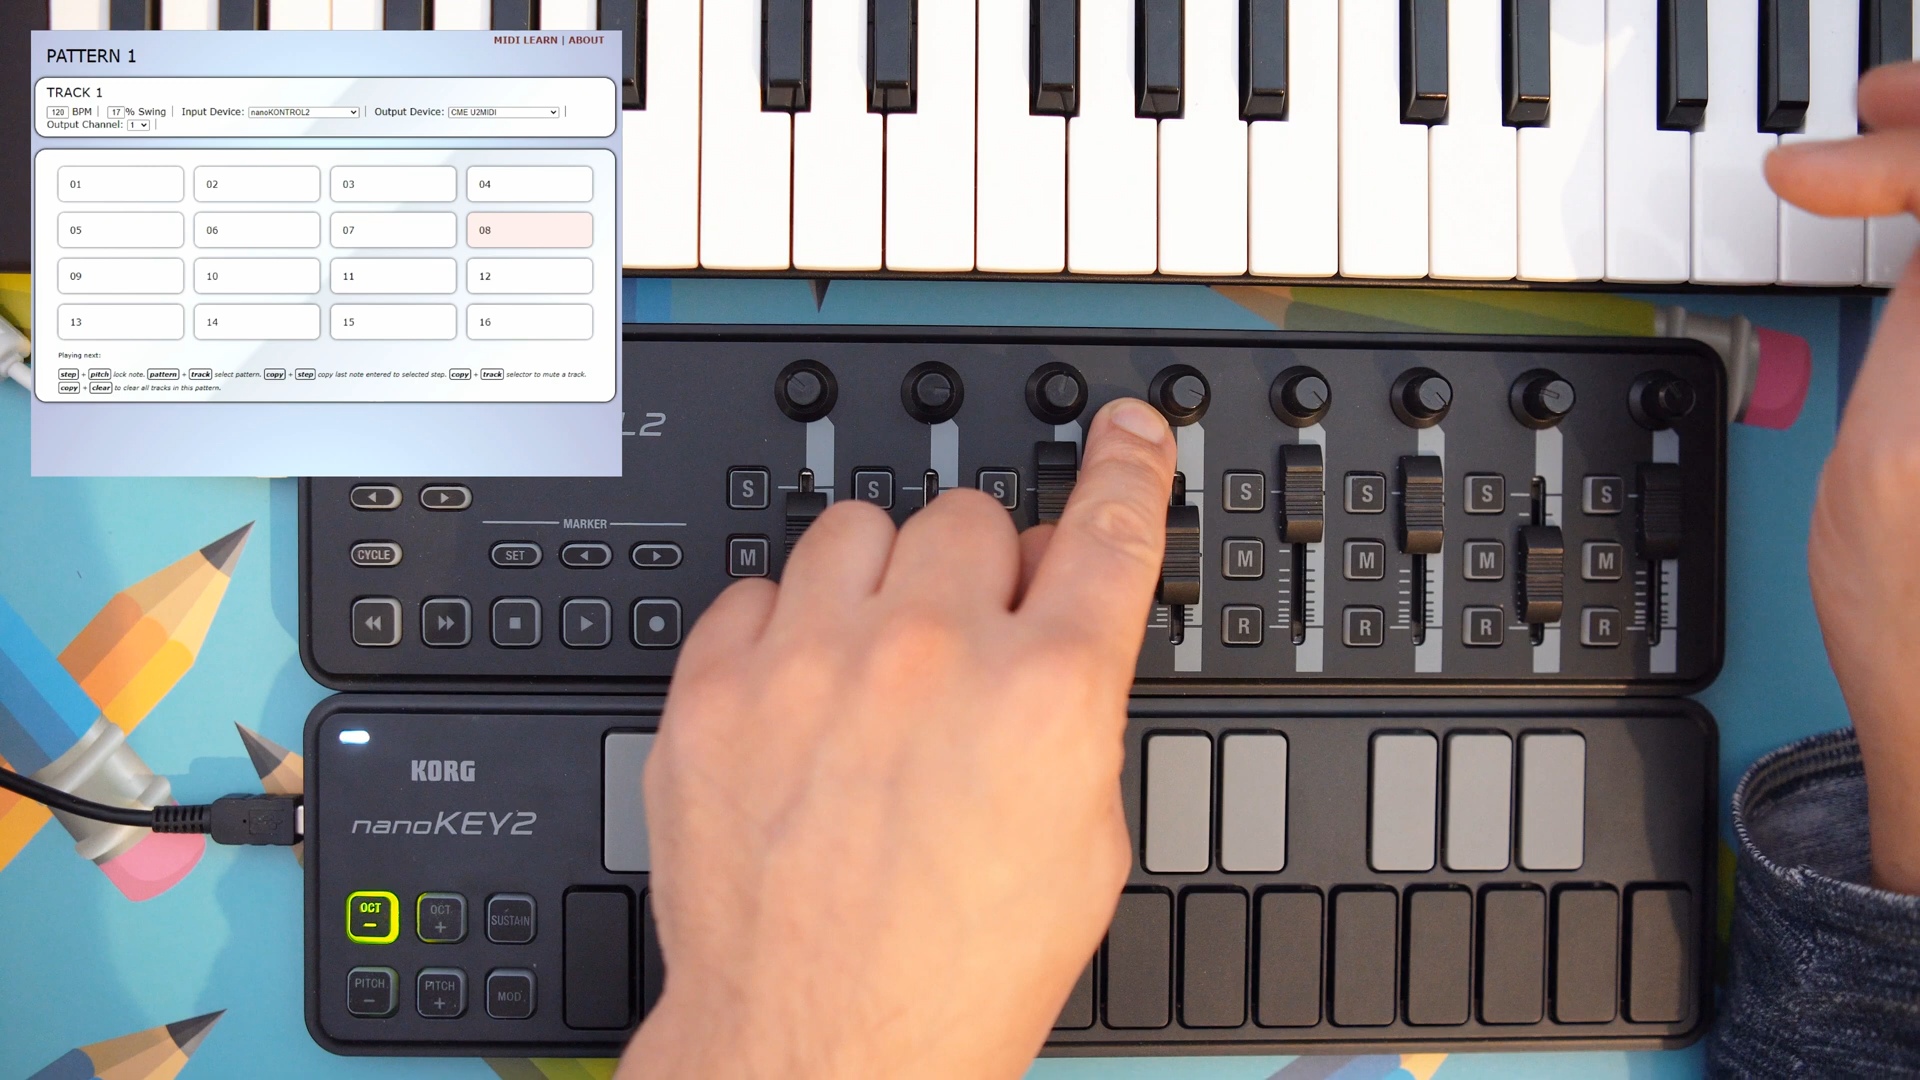 MIDI LEARN | ABOUT
PATTERN 1
TRACK 1
120 BPM | 17 % Swing | Input Device: nanoKONTROL2 | Output Device: CME U2MIDI |
Output Channel: 1 |
01 02 03 04
05 06 07 08
09 10 11 12
13 14 15 16
Playing next:
step + pitch lock note. pattern + track select pattern. copy + step copy last note entered to selected step. copy + track selector to mute a track.
copy + clear to clear all tracks in this pattern.
L2
S S S S S S S
MARKER
CYCLE SET M M M M M
R R R R
KORG
nanoKEY2
OCT - OCT + SUSTAIN
PITCH - PITCH + MOD